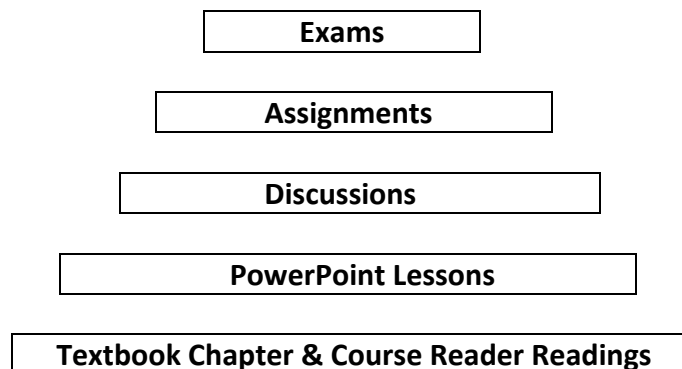 Exams
Assignments
Discussions
PowerPoint Lessons
Textbook Chapter & Course Reader Readings